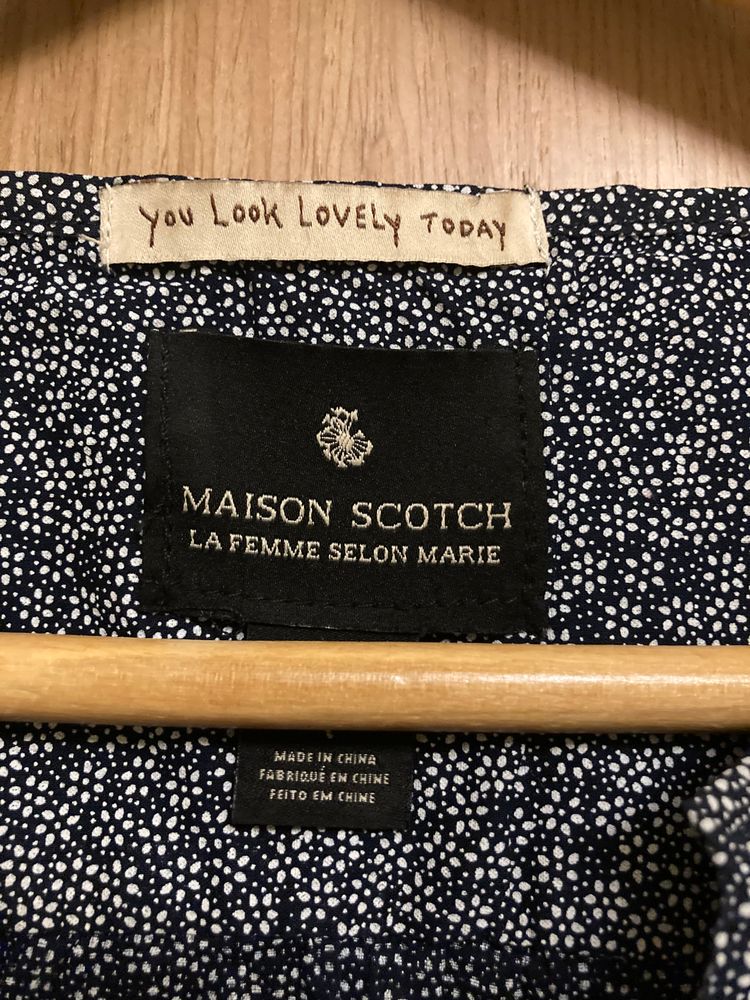 you LOOK LOVELY TODAY
MAISON SCOTCH
LA FEMME SELON MARIE
MADE IN CHINA
FABRIQUÉ EN CHINE
FEITO EM CHINE